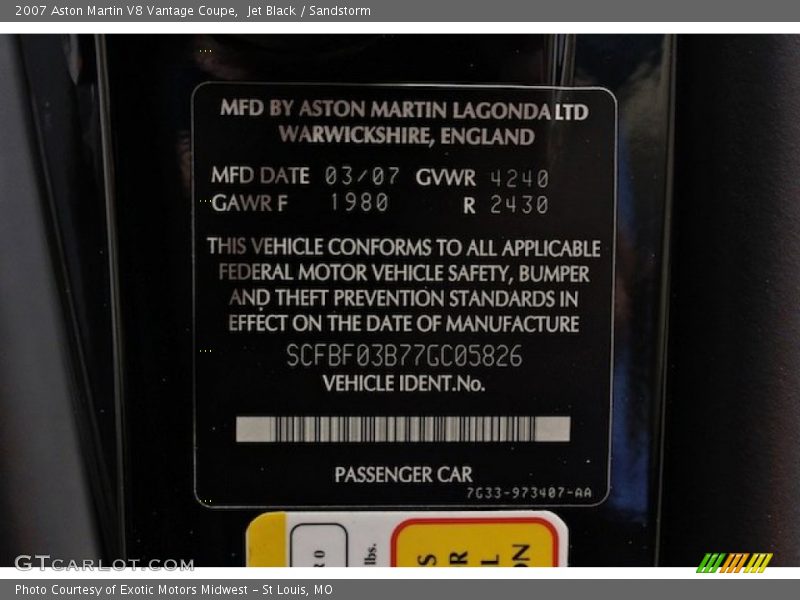 2007 Aston Martin V8 Vantage Coupe,  Jet Black / Sandstorm
MFD BY ASTON MARTIN LAGONDA LTD
WARWICKSHIRE, ENGLAND
MFD DATE 03/07 GVWR 4240
GAWR F 1980 R 2430
THIS VEHICLE CONFORMS TO ALL APPLICABLE
FEDERAL MOTOR VEHICLE SAFETY, BUMPER
AND THEFT PREVENTION STANDARDS IN
EFFECT ON THE DATE OF MANUFACTURE
SCFBF03B77GC05826
VEHICLE IDENT.No.
PASSENGER CAR
7G33-973407-AA
lbs.
GTCARLOT.COM
Photo Courtesy of Exotic Motors Midwest - St Louis, MO